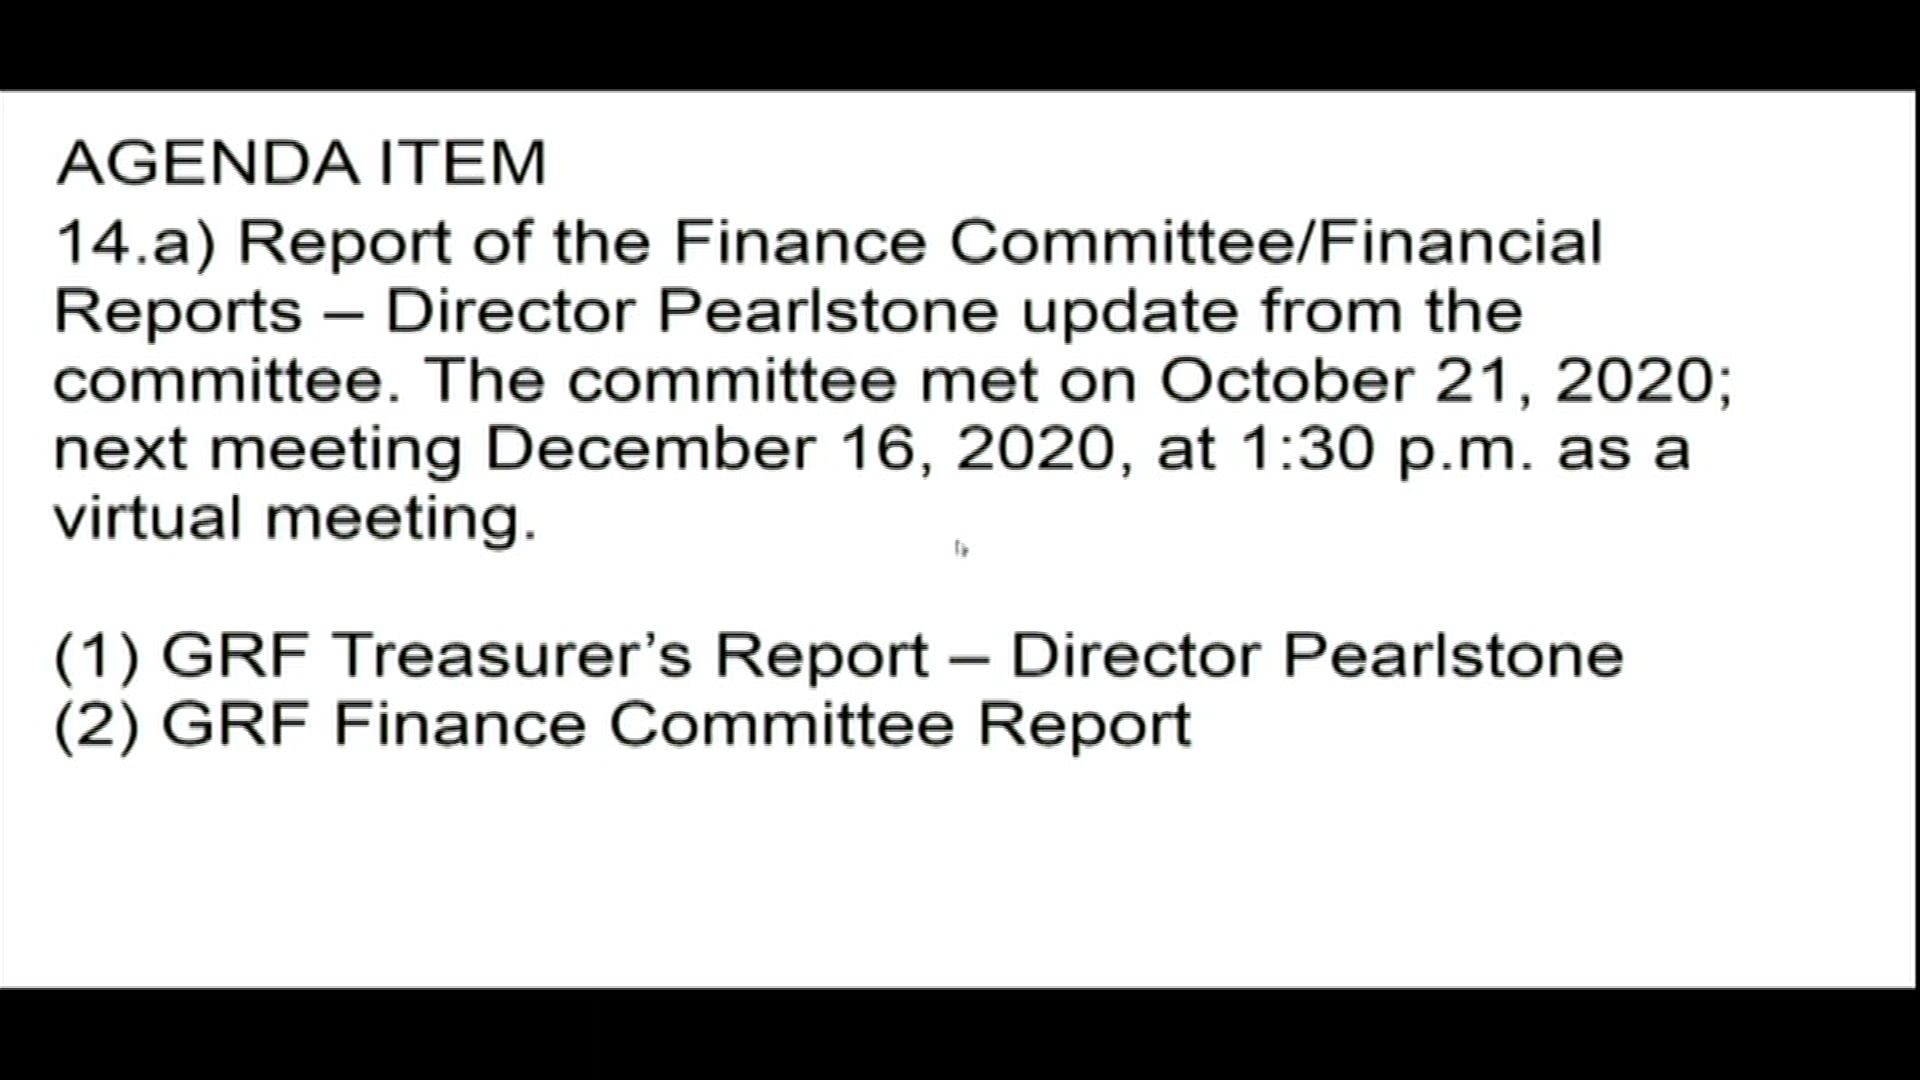 AGENDA ITEM
14.a) Report of the Finance Committee/Financial
Reports – Director Pearlstone update from the
committee. The committee met on October 21, 2020;
next meeting December 16, 2020, at 1:30 p.m. as a
virtual meeting.
(1) GRF Treasurer’s Report – Director Pearlstone
(2) GRF Finance Committee Report